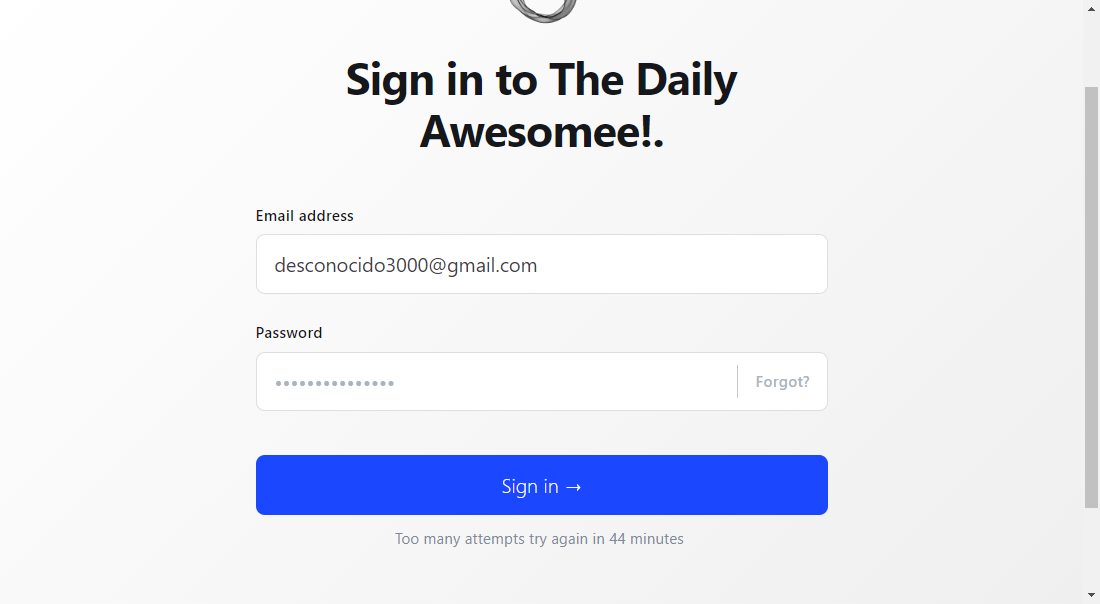 Sign in to The Daily
Awesomee!.
Email address
desconocido3000@gmail.com
Password
•••••••••••••••
Forgot?
Sign in →
Too many attempts try again in 44 minutes